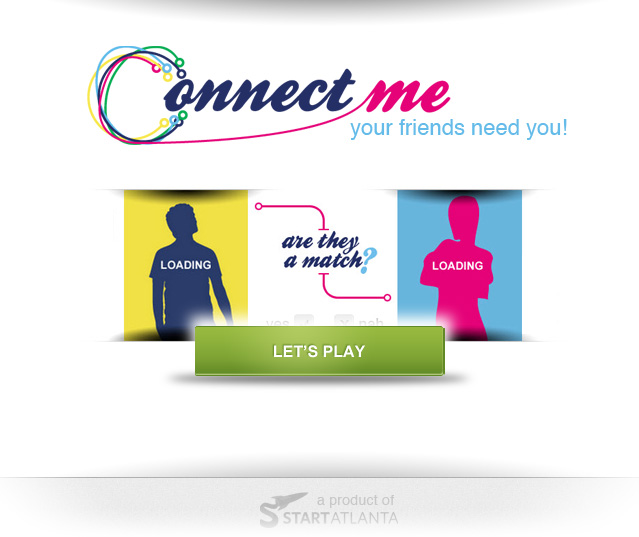 Connect me
your friends need you!
LOADING
are they
a match?
LOADING
yes nah
LET'S PLAY
a product of
STARTATLANTA